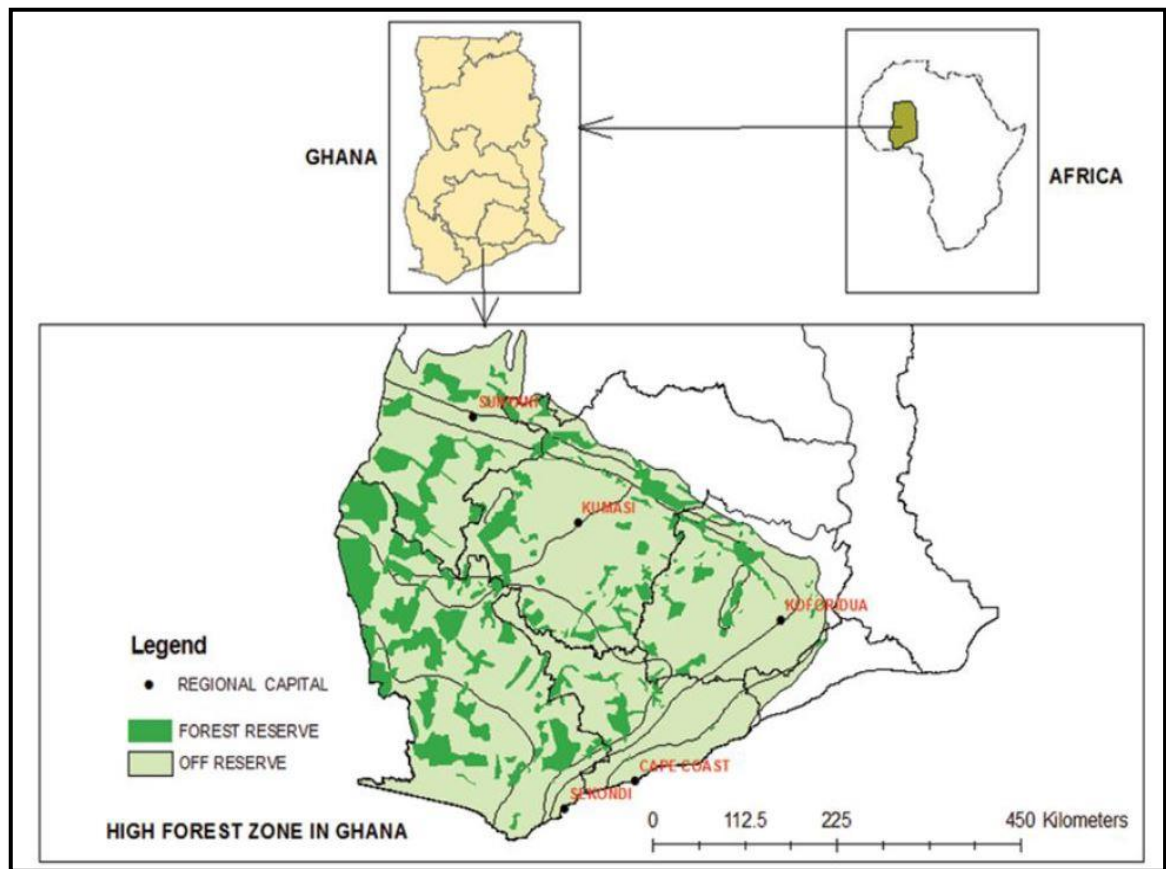 GHANA
AFRICA
SUNYANI
KUMASI
KOFORIDUA
CAPE COAST
SEKONDI
Legend
REGIONAL CAPITAL
FOREST RESERVE
OFF RESERVE
HIGH FOREST ZONE IN GHANA
0 112.5 225 450 Kilometers